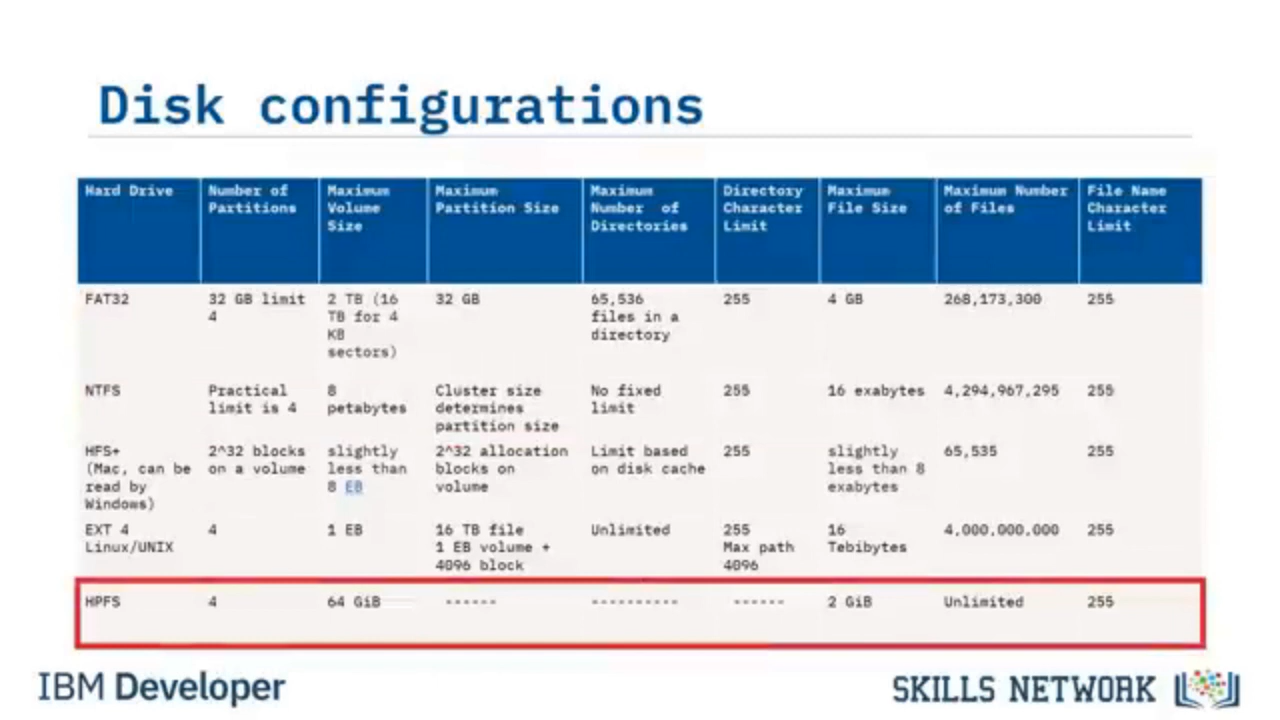 Disk configurations
Hard Drive
Number of
Partitions
Maximum
Volume
Size
Maximum
Partition Size
Maximum
Number of
Directories
Directory
Character
Limit
Maximum
File Size
Maximum Number
of Files
File Name
Character
Limit
FAT32
32 GB limit
4
2 TB (16
TB for 4
KB
sectors)
32 GB
65,536
files in a
directory
255
4 GB
268,173,300
255
NTFS
Practical
limit is 4
8
petabytes
Cluster size
determines
partition size
No fixed
limit
255
16 exabytes
4,294,967,295
255
HFS+
(Mac, can be
read by
Windows)
2^32 blocks
on a volume
slightly
less than
8 EB
2^32 allocation
blocks on
volume
Limit based
on disk cache
255
slightly
less than 8
exabytes
65,535
255
EXT 4
Linux/UNIX
4
1 EB
16 TB file
1 EB volume +
4096 block
Unlimited
255
Max path
4096
16
Tebibytes
4,000,000,000
255
HPFS
4
64 GiB
------
----------
------
2 GiB
Unlimited
255
IBM Developer
SKILLS NETWORK